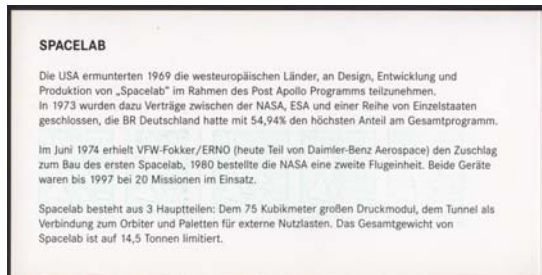 SPACELAB
Die USA ermunterten 1969 die westeuropäischen Länder, an Design, Entwicklung und
Produktion von „Spacelab" im Rahmen des Post Apollo Programms teilzunehmen.
In 1973 wurden dazu Verträge zwischen der NASA, ESA und einer Reihe von Einzelstaaten
geschlossen, die BR Deutschland hatte mit 54,94% den höchsten Anteil am Gesamtprogramm.
Im Juni 1974 erhielt VFW-Fokker/ERNO (heute Teil von Daimler-Benz Aerospace) den Zuschlag
zum Bau des ersten Spacelab, 1980 bestellte die NASA eine zweite Flugeinheit. Beide Geräte
waren bis 1997 bei 20 Missionen im Einsatz.
Spacelab besteht aus 3 Hauptteilen: Dem 75 Kubikmeter großen Druckmodul, dem Tunnel als
Verbindung zum Orbiter und Paletten für externe Nutzlasten. Das Gesamtgewicht von
Spacelab ist auf 14,5 Tonnen limitiert.